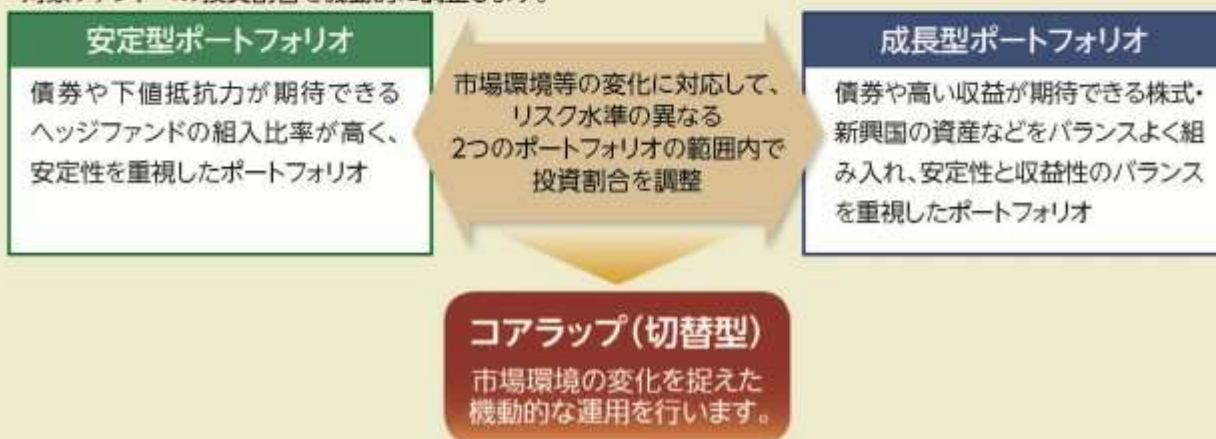 安定型ポートフォリオ
債券や下値抵抗力が期待できる
ヘッジファンドの組入比率が高く、
安定性を重視したポートフォリオ
市場環境等の変化に対応して、
リスク水準の異なる
2つのポートフォリオの範囲内で
投資割合を調整
成長型ポートフォリオ
債券や高い収益が期待できる株式・
新興国の資産などをバランスよく組
み入れ、安定性と収益性のバランス
を重視したポートフォリオ
コアラップ(切替型)
市場環境の変化を捉えた
機動的な運用を行います。